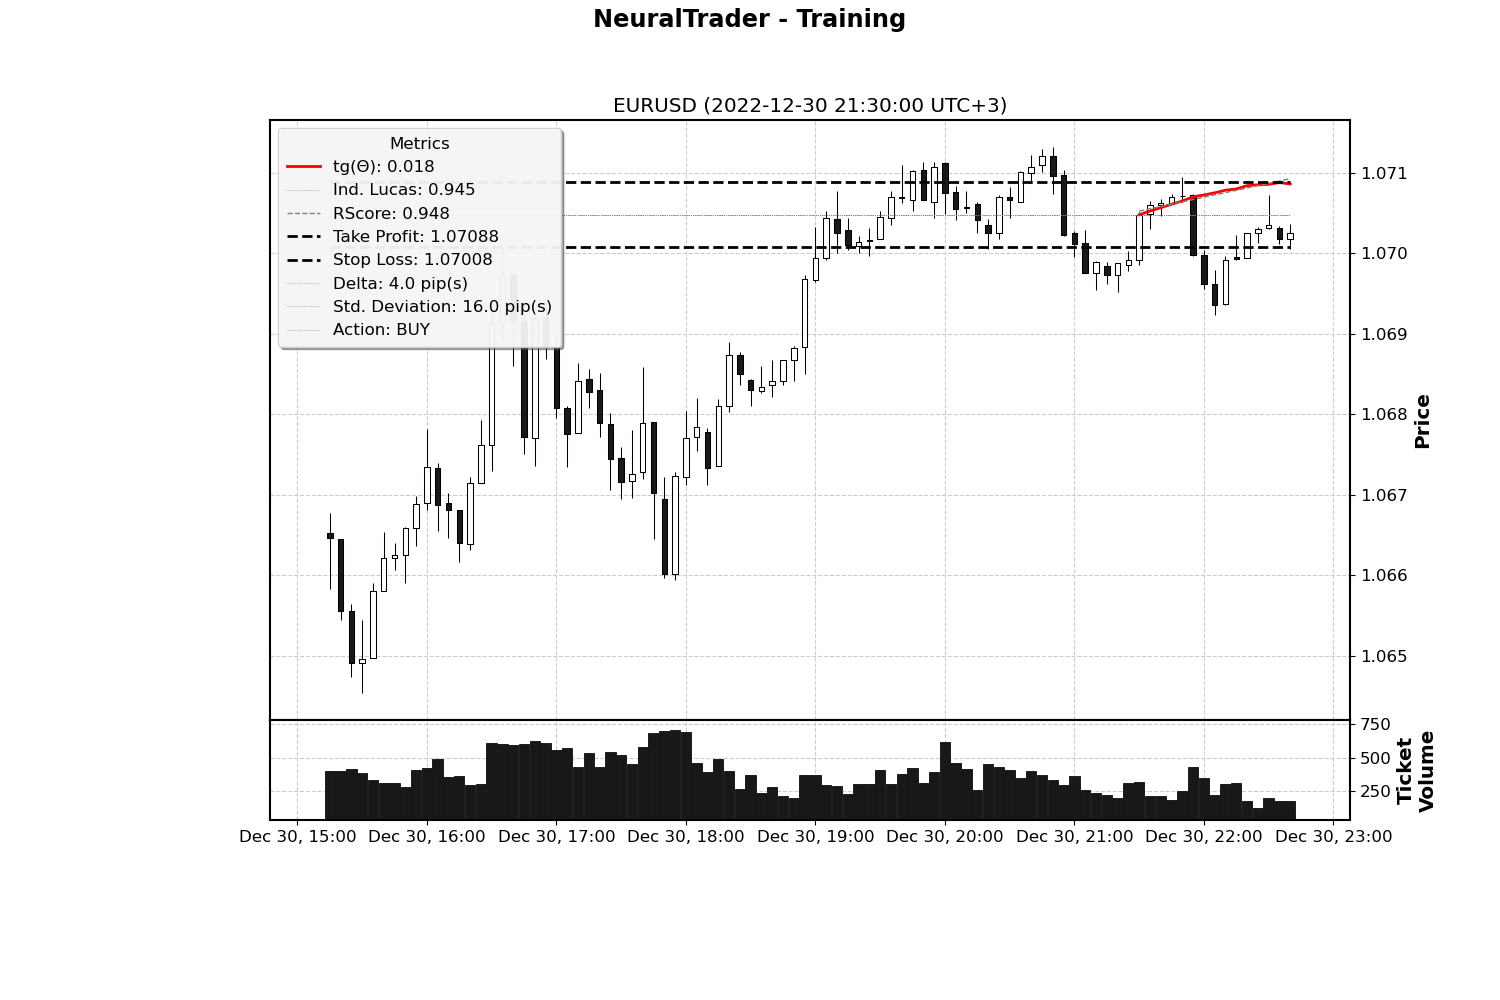 NeuralTrader - Training
EURUSD (2022-12-30 21:30:00 UTC+3)
Metrics
tg(Θ): 0.018
Ind. Lucas: 0.945
RScore: 0.948
Take Profit: 1.07088
Stop Loss: 1.07008
Delta: 4.0 pip(s)
Std. Deviation: 16.0 pip(s)
Action: BUY
1.071
1.070
1.069
1.068
1.067
1.066
1.065
Price
750
500
250
Ticket
Volume
Dec 30, 15:00 Dec 30, 16:00 Dec 30, 17:00 Dec 30, 18:00 Dec 30, 19:00 Dec 30, 20:00 Dec 30, 21:00 Dec 30, 22:00 Dec 30, 23:00